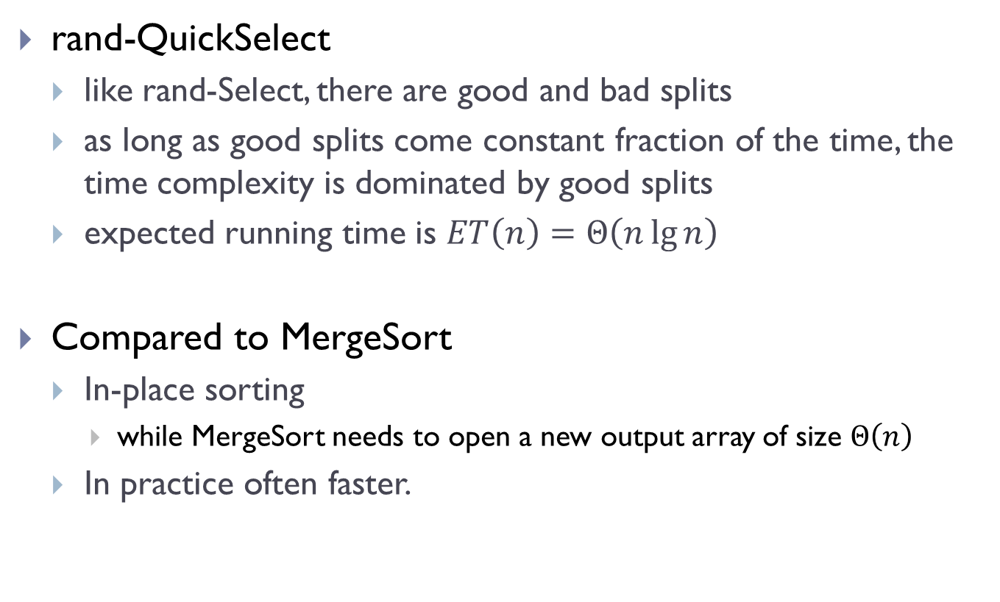 rand-QuickSelect
like rand-Select, there are good and bad splits
as long as good splits come constant fraction of the time, the
time complexity is dominated by good splits
expected running time is ET(n) = Θ(n lg n)
Compared to MergeSort
In-place sorting
while MergeSort needs to open a new output array of size Θ(n)
In practice often faster.